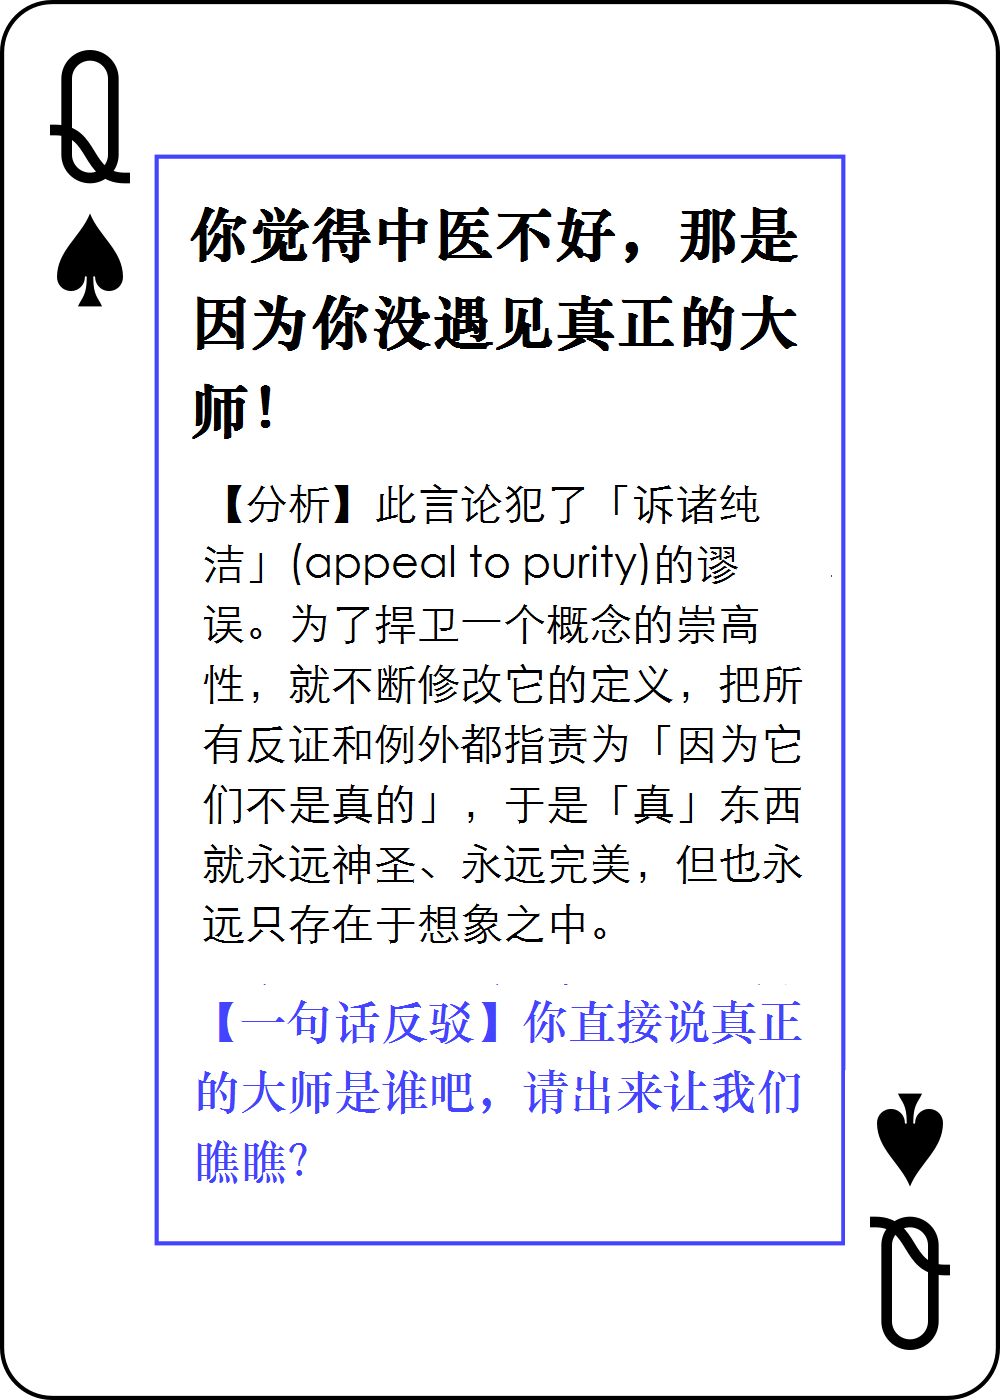 Q
你觉得中医不好，那是
因为你没遇见真正的大
师！
【分析】此言论犯了「诉诸纯
洁」(appeal to purity)的谬
误。为了捍卫一个概念的崇高
性，就不断修改它的定义，把所
有反证和例外都指责为「因为它
们不是真的」，于是「真」东西
就永远神圣、永远完美，但也永
远只存在于想象之中。
【一句话反驳】你直接说真正
的大师是谁吧，请出来让我们
瞧瞧？
Q